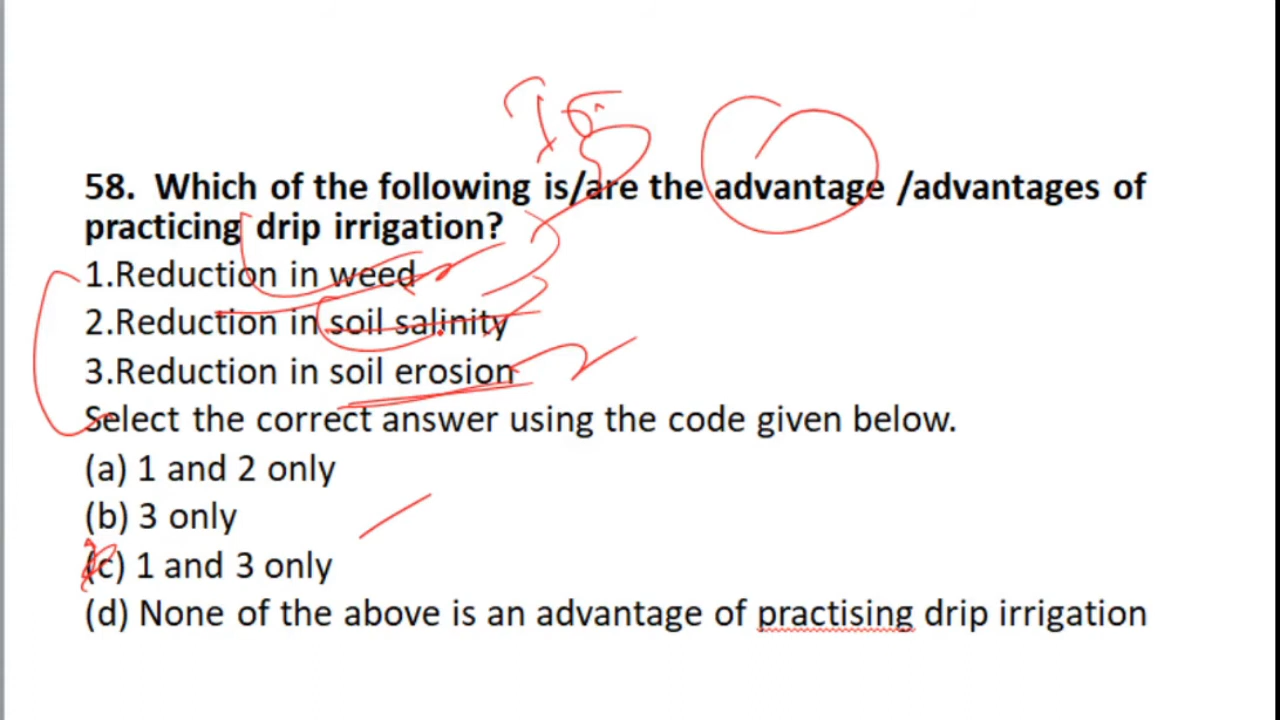 58. Which of the following is/are the advantage /advantages of
practicing drip irrigation?
1.Reduction in weed
2.Reduction in soil salinity
3.Reduction in soil erosion
Select the correct answer using the code given below.
(a) 1 and 2 only
(b) 3 only
(c) 1 and 3 only
(d) None of the above is an advantage of practising drip irrigation